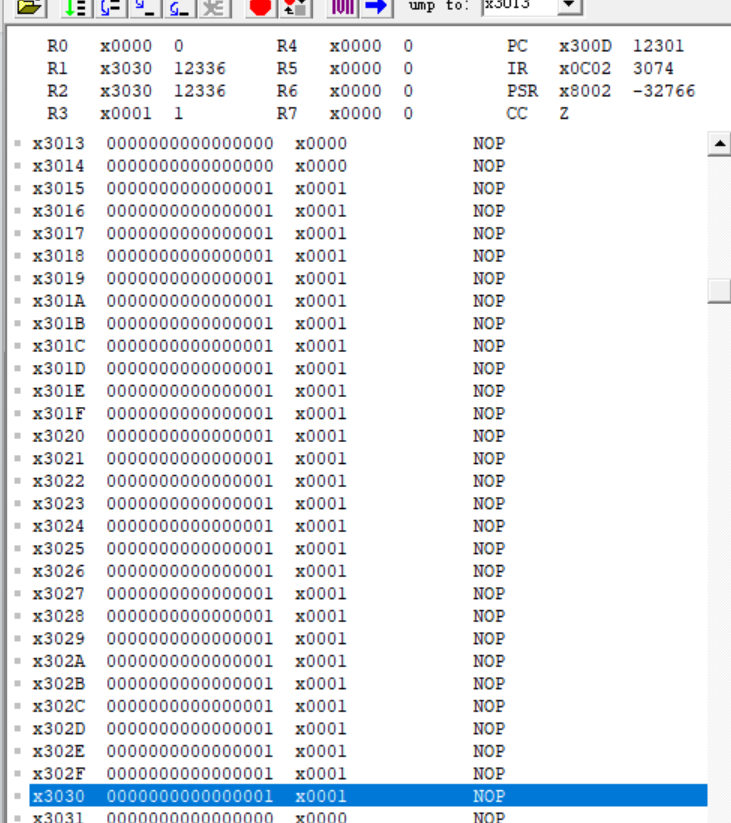 ump to: x3013
R0 x0000 0 R4 x0000 0 PC x300D 12301
R1 x3030 12336 R5 x0000 0 IR x0C02 3074
R2 x3030 12336 R6 x0000 0 PSR x8002 -32766
R3 x0001 1 R7 x0000 0 CC Z
x3013 0000000000000000 x0000 NOP
x3014 0000000000000000 x0000 NOP
x3015 0000000000000001 x0001 NOP
x3016 0000000000000001 x0001 NOP
x3017 0000000000000001 x0001 NOP
x3018 0000000000000001 x0001 NOP
x3019 0000000000000001 x0001 NOP
x301A 0000000000000001 x0001 NOP
x301B 0000000000000001 x0001 NOP
x301C 0000000000000001 x0001 NOP
x301D 0000000000000001 x0001 NOP
x301E 0000000000000001 x0001 NOP
x301F 0000000000000001 x0001 NOP
x3020 0000000000000001 x0001 NOP
x3021 0000000000000001 x0001 NOP
x3022 0000000000000001 x0001 NOP
x3023 0000000000000001 x0001 NOP
x3024 0000000000000001 x0001 NOP
x3025 0000000000000001 x0001 NOP
x3026 0000000000000001 x0001 NOP
x3027 0000000000000001 x0001 NOP
x3028 0000000000000001 x0001 NOP
x3029 0000000000000001 x0001 NOP
x302A 0000000000000001 x0001 NOP
x302B 0000000000000001 x0001 NOP
x302C 0000000000000001 x0001 NOP
x302D 0000000000000001 x0001 NOP
x302E 0000000000000001 x0001 NOP
x302F 0000000000000001 x0001 NOP
x3030 0000000000000001 x0001 NOP
x3031 0000000000000000 x0000 NOP